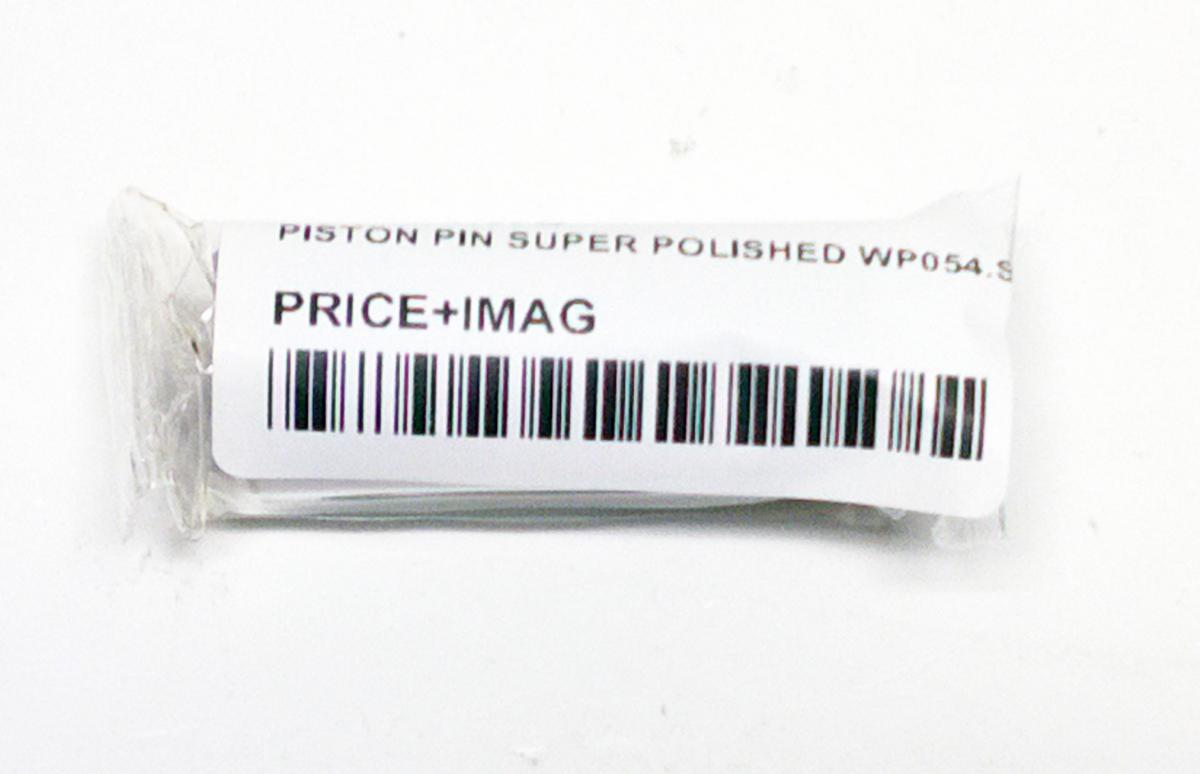 PISTON PIN SUPER POLISHED WP054.S
PRICE+IMAG